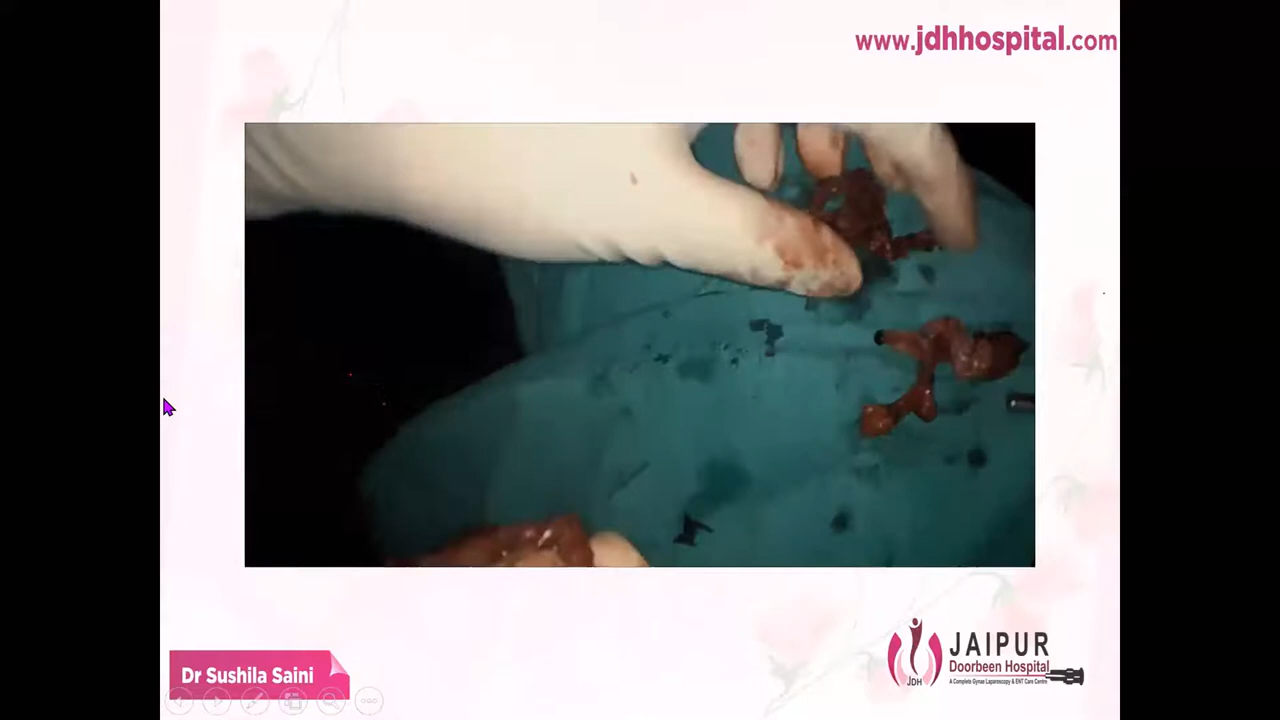 www.jdhhospital.com
Dr Sushila Saini
JAIPUR
Doorbeen Hospital
A Complete Gynae Laparoscopy & ENT Care Centre
JDH